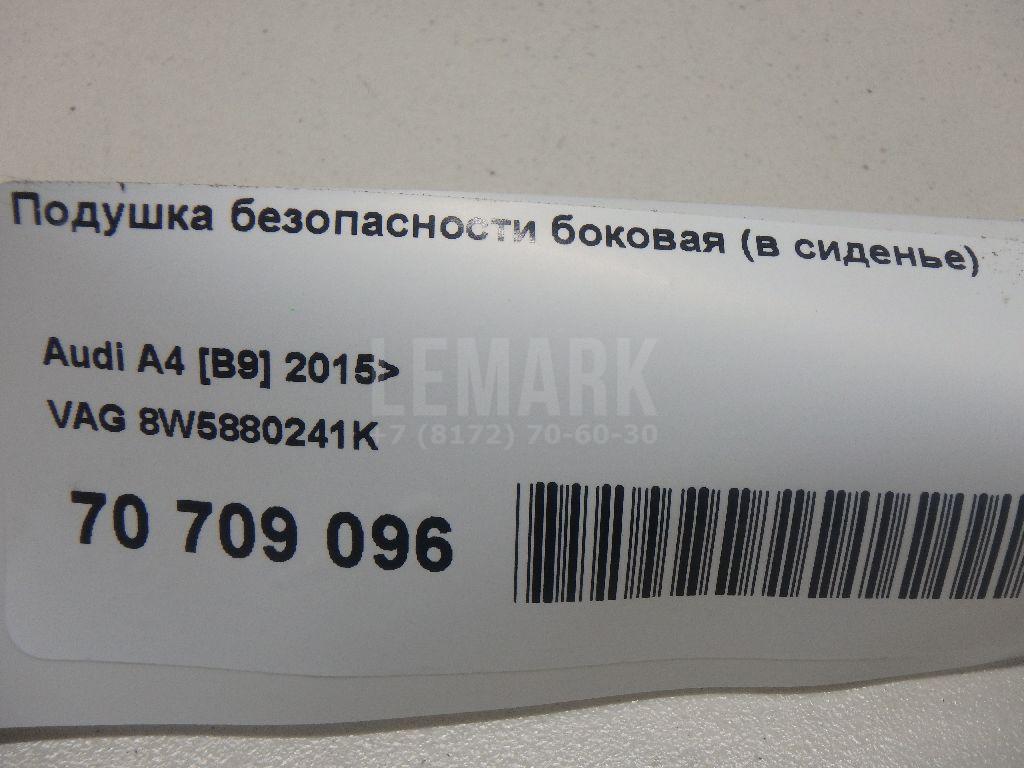 Подушка безопасности боковая (в сиденье)
Audi A4 [B9] 2015>
VAG 8W5880241K
70 709 096
LEMARK
+7 (8172) 70-60-30